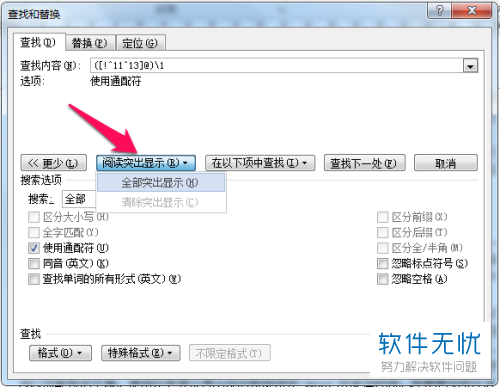 查找和替换
查找(D) 替换(P) 定位(G)
查找内容(N): ([!^11^13]@)\1
选项: 使用通配符
<< 更少(L) 阅读突出显示(R) 在以下项中查找(I) 查找下一处(F) 取消
全部突出显示(H)
清除突出显示(C)
搜索选项
搜索: 全部
区分大小写(H) 区分前缀(X)
全字匹配(Y) 区分后缀(T)
使用通配符(U) 区分全/半角(M)
同音(英文)(K) 忽略标点符号(S)
查找单词的所有形式(英文)(W) 忽略空格(A)
查找
格式(O) 特殊格式(E) 不限定格式(T)
软件无忧
努力解决软件问题